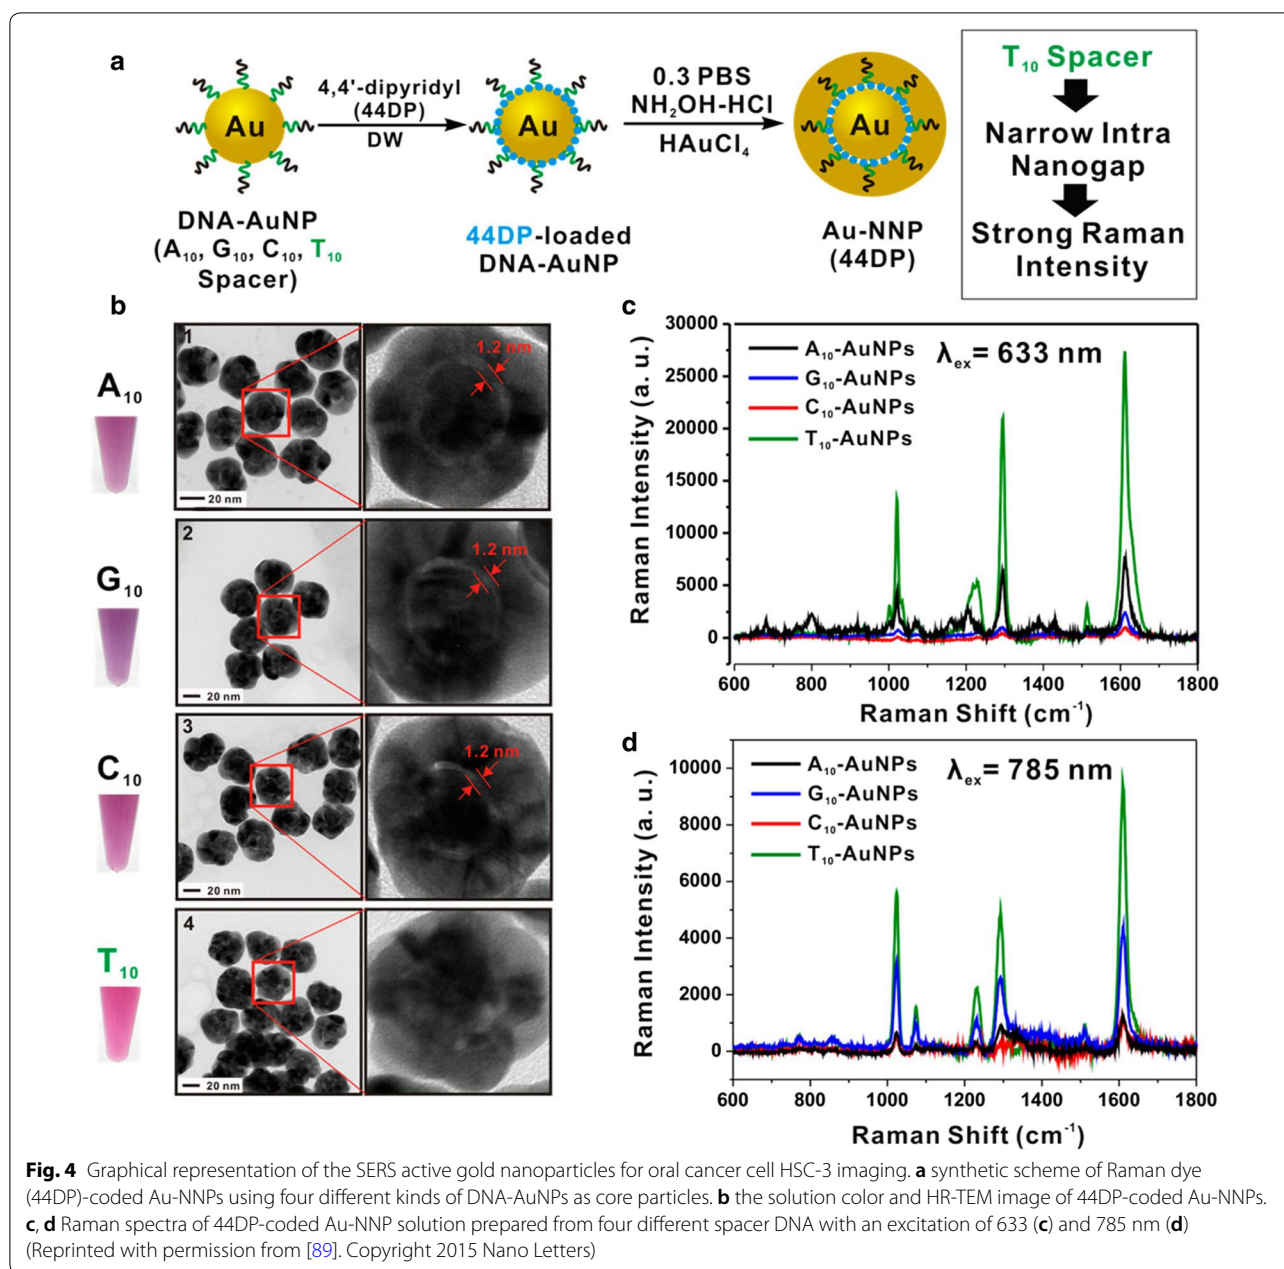 a
Au
4,4'-dipyridyl
(44DP)
DW
Au
0.3 PBS
NH₂OH-HCl
HAuCl₄
Au
DNA-AuNP
(A₁₀, G₁₀, C₁₀, T₁₀
Spacer)
44DP-loaded
DNA-AuNP
Au-NNP
(44DP)
T₁₀ Spacer
Narrow Intra
Nanogap
Strong Raman
Intensity
b
A₁₀
1
20 nm
1.2 nm
G₁₀
2
20 nm
1.2 nm
C₁₀
3
20 nm
1.2 nm
T₁₀
4
20 nm
c
30000
25000
20000
15000
10000
5000
0
Raman Intensity (a. u.)
A₁₀-AuNPs
G₁₀-AuNPs
C₁₀-AuNPs
T₁₀-AuNPs
λₑₓ= 633 nm
600 800 1000 1200 1400 1600 1800
Raman Shift (cm⁻¹)
d
10000
8000
6000
4000
2000
0
Raman Intensity (a. u.)
A₁₀-AuNPs
G₁₀-AuNPs
C₁₀-AuNPs
T₁₀-AuNPs
λₑₓ= 785 nm
600 800 1000 1200 1400 1600 1800
Raman Shift (cm⁻¹)
Fig. 4 Graphical representation of the SERS active gold nanoparticles for oral cancer cell HSC-3 imaging. a synthetic scheme of Raman dye
(44DP)-coded Au-NNPs using four different kinds of DNA-AuNPs as core particles. b the solution color and HR-TEM image of 44DP-coded Au-NNPs.
c, d Raman spectra of 44DP-coded Au-NNP solution prepared from four different spacer DNA with an excitation of 633 (c) and 785 nm (d)
(Reprinted with permission from [89]. Copyright 2015 Nano Letters)